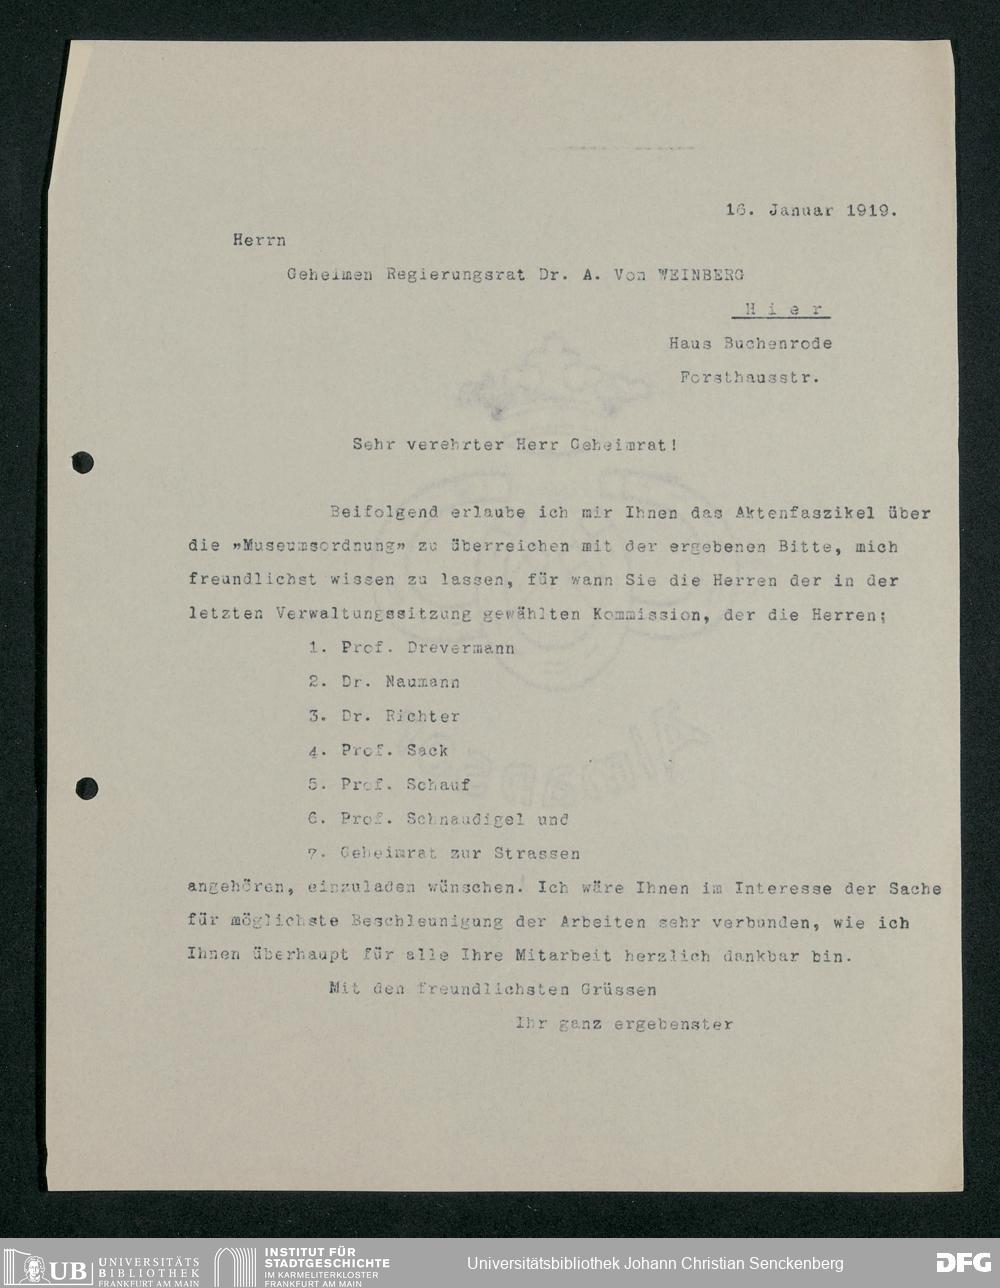 16. Januar 1919.
Herrn
Geheimen Regierungsrat Dr. A. Von WEINBERG
H i e r
Haus Buchenrode
Forsthausstr.
Sehr verehrter Herr Geheimrat!
Beifolgend erlaube ich mir Ihnen das Aktenfaszikel über
die „Museumsordnung" zu überreichen mit der ergebenen Bitte, mich
freundlichst wissen zu lassen, für wann Sie die Herren der in der
letzten Verwaltungssitzung gewählten Kommission, der die Herren;
1. Prof. Drevermann
2. Dr. Naumann
3. Dr. Richter
4. Prof. Sack
5. Prof. Schauf
6. Prof. Schnaudigel und
7. Geheimrat zur Strassen
angehören, einzuladen wünschen. Ich wäre Ihnen im Interesse der Sache
für möglichste Beschleunigung der Arbeiten sehr verbunden, wie ich
Ihnen überhaupt für alle Ihre Mitarbeit herzlich dankbar bin.
Mit den freundlichsten Grüssen
Ihr ganz ergebenster
UB UNIVERSITÄTS
BIBLIOTHEK
FRANKFURT AM MAIN
INSTITUT FÜR
STADTGESCHICHTE
IM KARMELITERKLOSTER
FRANKFURT AM MAIN
Universitätsbibliothek Johann Christian Senckenberg
DFG